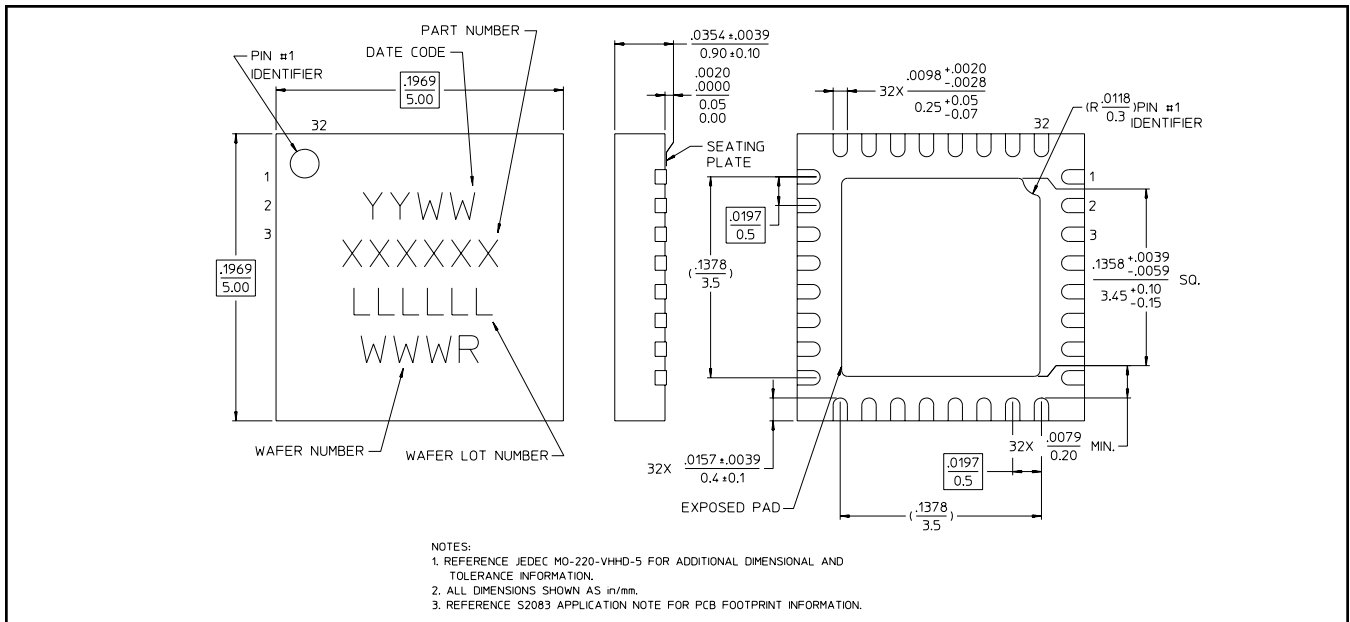 PIN #1
IDENTIFIER
PART NUMBER
DATE CODE
.1969
5.00
32
1
2
3
.1969
5.00
YYWW
XXXXXX
LLLLLL
WWWR
WAFER NUMBER
WAFER LOT NUMBER
.0354 ±.0039
0.90 ±0.10
.0020
.0000
0.05
0.00
SEATING
PLATE
(.1378
3.5)
.0197
0.5
32X .0157 ±.0039
0.4 ±0.1
32X .0098 +.0020
-.0028
0.25 +0.05
-0.07
32
(R .0118
0.3) PIN #1
IDENTIFIER
1
2
3
.1358 +.0039
-.0059
3.45 +0.10
-0.15
SQ.
32X .0079 MIN.
0.20
.0197
0.5
EXPOSED PAD
(.1378
3.5)
NOTES:
1. REFERENCE JEDEC MO-220-VHHD-5 FOR ADDITIONAL DIMENSIONAL AND
TOLERANCE INFORMATION.
2. ALL DIMENSIONS SHOWN AS in/mm.
3. REFERENCE S2083 APPLICATION NOTE FOR PCB FOOTPRINT INFORMATION.